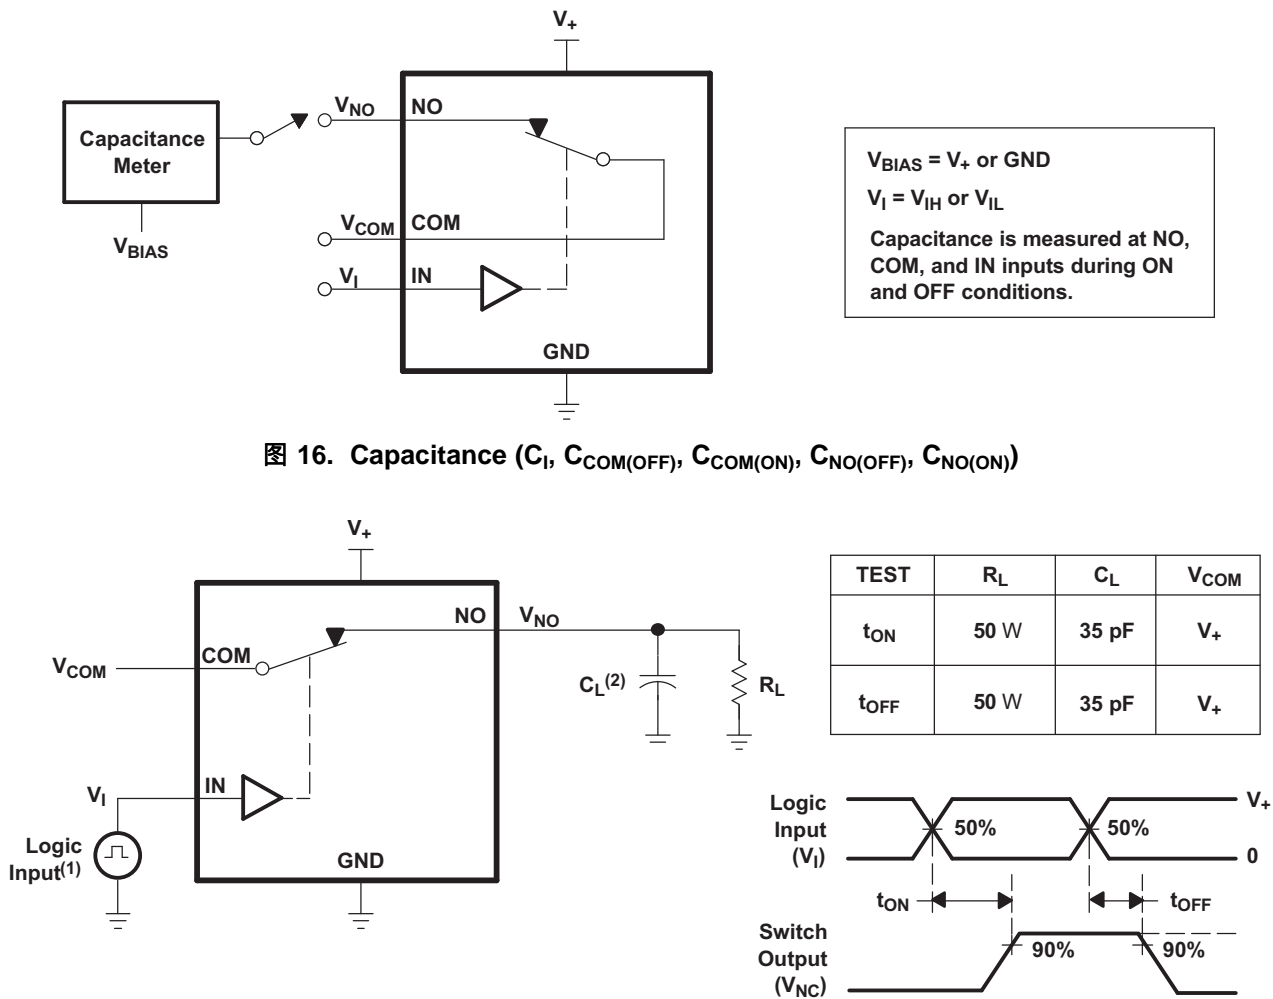 V+
Capacitance
Meter
VBIAS
VNO
NO
VCOM
COM
VI
IN
GND
VBIAS = V+ or GND
VI = VIH or VIL
Capacitance is measured at NO,
COM, and IN inputs during ON
and OFF conditions.
图 16. Capacitance (CI, CCOM(OFF), CCOM(ON), CNO(OFF), CNO(ON))
V+
NO
VNO
VCOM
COM
CL(2)
RL
VI
IN
Logic
Input(1)
GND
TEST RL CL VCOM
tON 50 W 35 pF V+
tOFF 50 W 35 pF V+
Logic
Input
(VI)
50%
50%
V+
0
tON
tOFF
Switch
Output
(VNC)
90%
90%